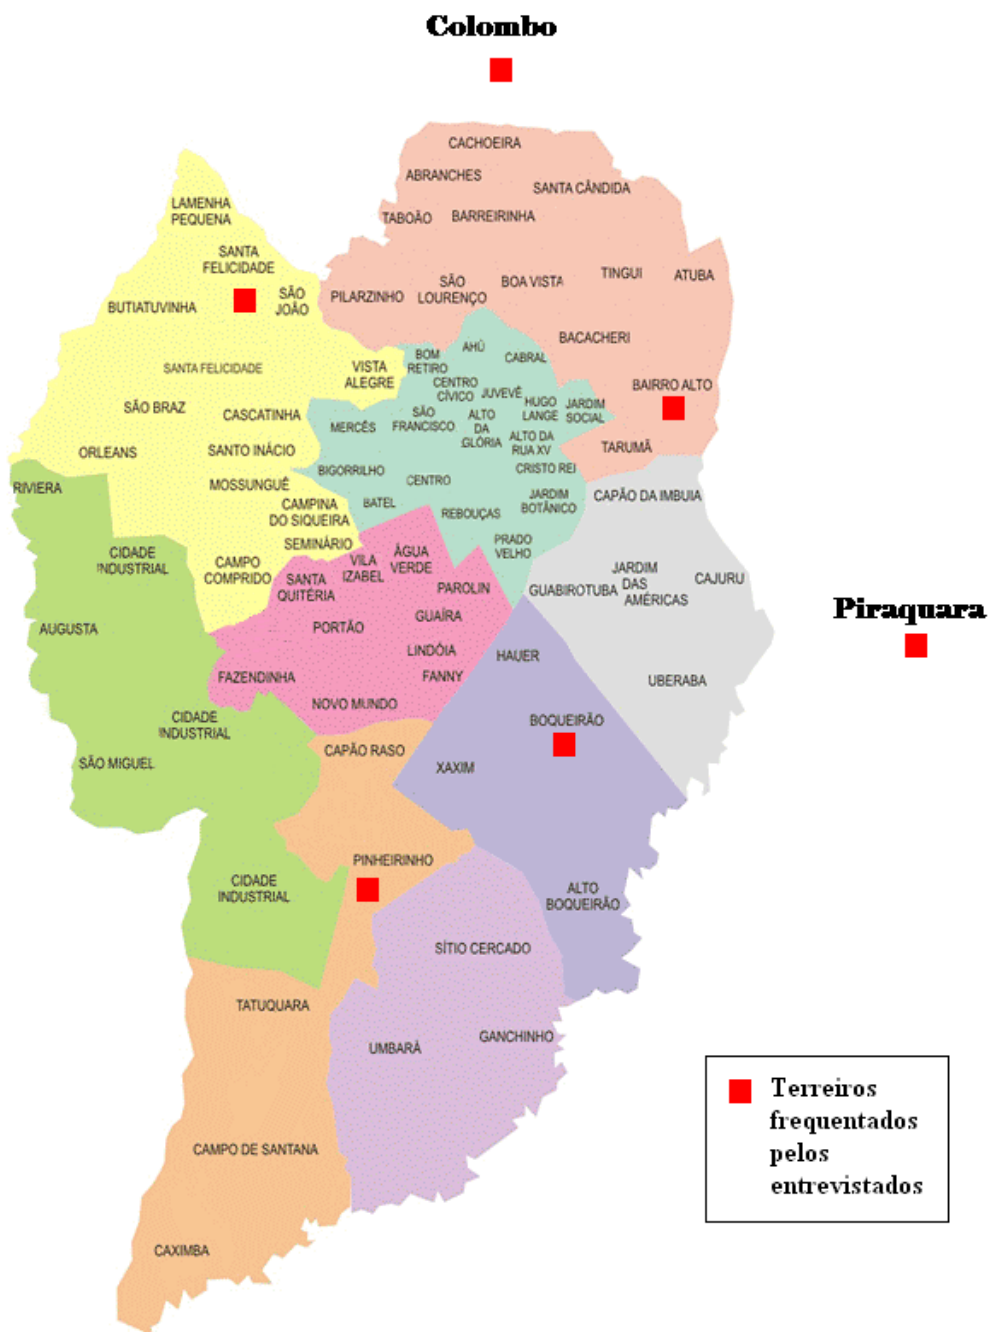 Colombo
CACHOEIRA
ABRANCHES
SANTA CÂNDIDA
TABOÃO
BARREIRINHA
LAMENHA
PEQUENA
SANTA
FELICIDADE
SÃO
JOÃO
BUTIATUVINHA
PILARZINHO
SÃO
LOURENÇO
BOA VISTA
TINGUI
ATUBA
BACACHERI
SANTA FELICIDADE
VISTA
ALEGRE
BOM
RETIRO
AHÚ
CABRAL
CENTRO
CÍVICO
JUVEVÊ
HUGO
LANGE
JARDIM
SOCIAL
BAIRRO ALTO
SÃO BRAZ
CASCATINHA
MERCÊS
SÃO
FRANCISCO
ALTO
DA
GLÓRIA
ALTO DA
RUA XV
TARUMÃ
ORLEANS
SANTO INÁCIO
BIGORRILHO
CENTRO
CRISTO REI
RIVIERA
MOSSUNGUÊ
CAMPINA
DO SIQUEIRA
BATEL
REBOUÇAS
JARDIM
BOTÂNICO
CAPÃO DA IMBUIA
SEMINÁRIO
PRADO
VELHO
CIDADE
INDUSTRIAL
CAMPO
COMPRIDO
SANTA
QUITÉRIA
VILA
IZABEL
ÁGUA
VERDE
PAROLIN
GUABIROTUBA
JARDIM
DAS
AMÉRICAS
CAJURU
Piraquara
AUGUSTA
PORTÃO
GUAÍRA
LINDÓIA
HAUER
FAZENDINHA
FANNY
UBERABA
NOVO MUNDO
CIDADE
INDUSTRIAL
BOQUEIRÃO
SÃO MIGUEL
CAPÃO RASO
XAXIM
PINHEIRINHO
CIDADE
INDUSTRIAL
ALTO
BOQUEIRÃO
SÍTIO CERCADO
TATUQUARA
UMBARÁ
GANCHINHO
CAMPO DE SANTANA
CAXIMBA
Terreiros
frequentados
pelos
entrevistados